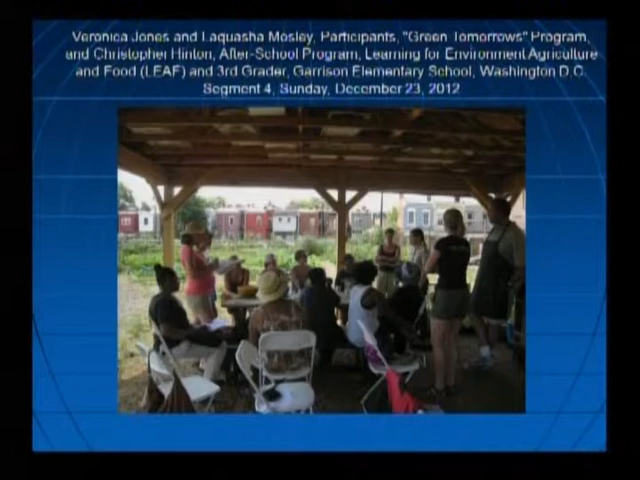 Veronica Jones and Laquasha Mosley, Participants, "Green Tomorrows" Program,
and Christopher Hinton, After-School Program, Learning for Environment Agriculture
and Food (LEAF) and 3rd Grader, Garrison Elementary School, Washington D.C.
Segment 4, Sunday, December 23, 2012